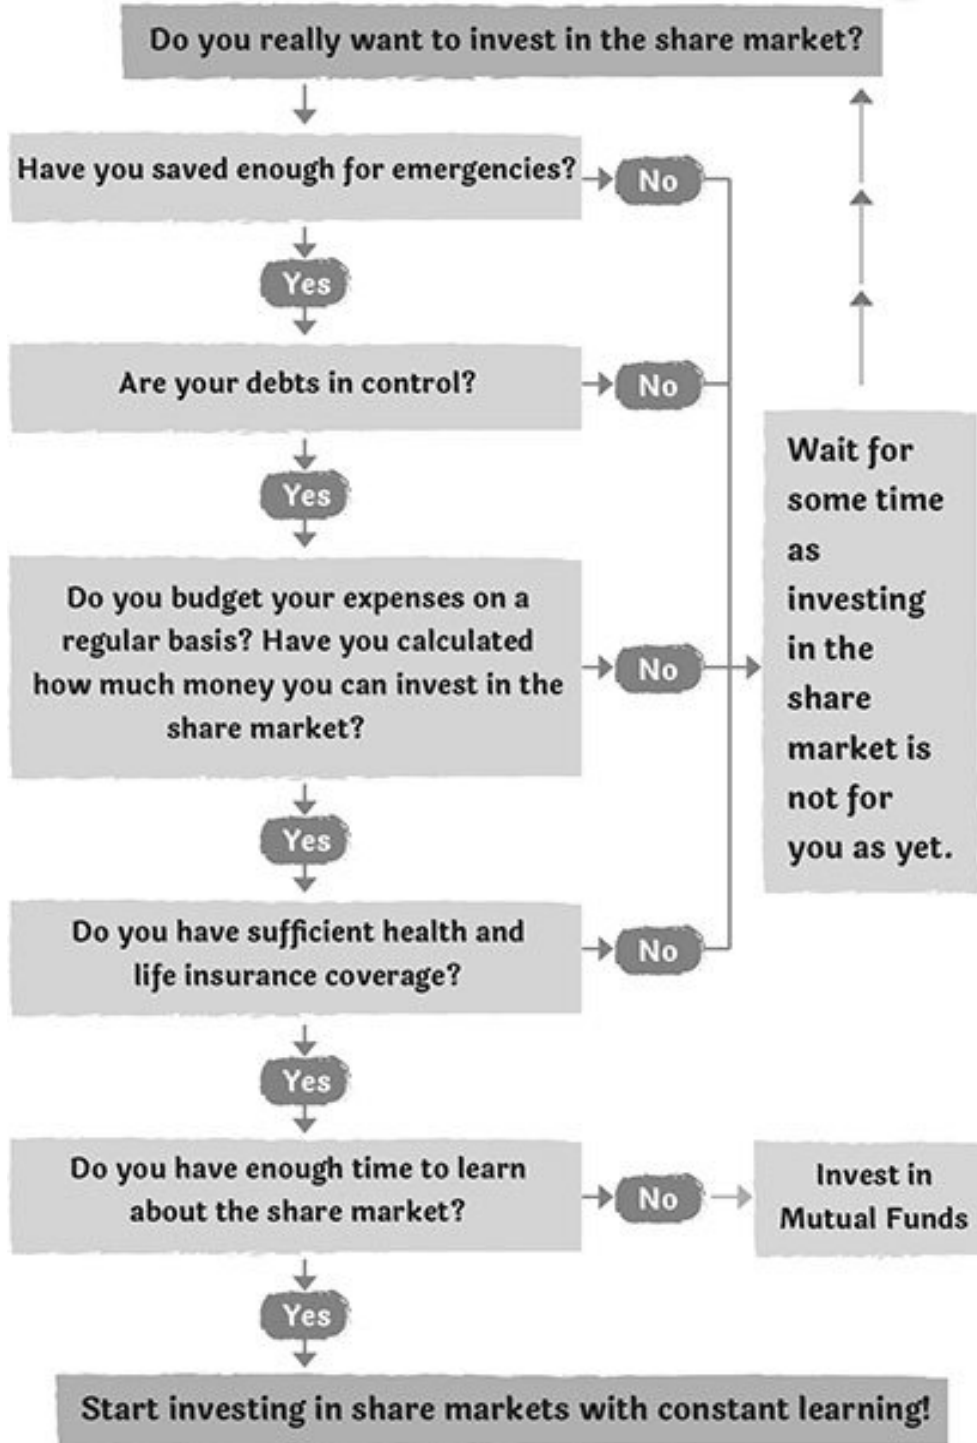 Do you really want to invest in the share market?
Have you saved enough for emergencies?
No
Yes
Are your debts in control?
No
Yes
Do you budget your expenses on a
regular basis? Have you calculated
how much money you can invest in the
share market?
No
Wait for
some time
as
investing
in the
share
market is
not for
you as yet.
Yes
Do you have sufficient health and
life insurance coverage?
No
Yes
Do you have enough time to learn
about the share market?
No
Invest in
Mutual Funds
Yes
Start investing in share markets with constant learning!